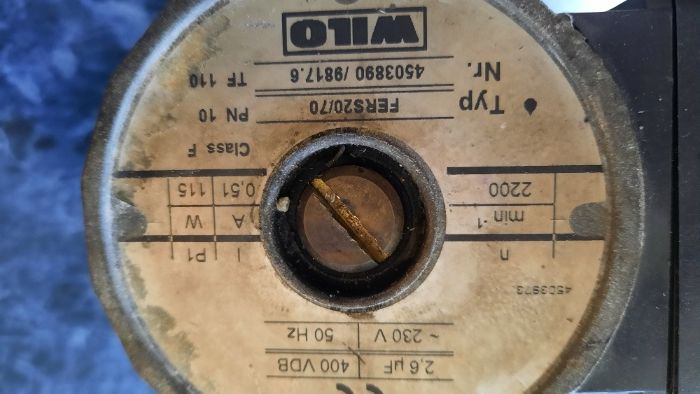 2,6 µF 400 VDB
~ 230 V 50 Hz
4503973
n I P1
min⁻¹ A W
2200 0,51 115
Class F
Typ FERS20/70 PN 10
Nr. 4503890 /9817.6 TF 110
WILO